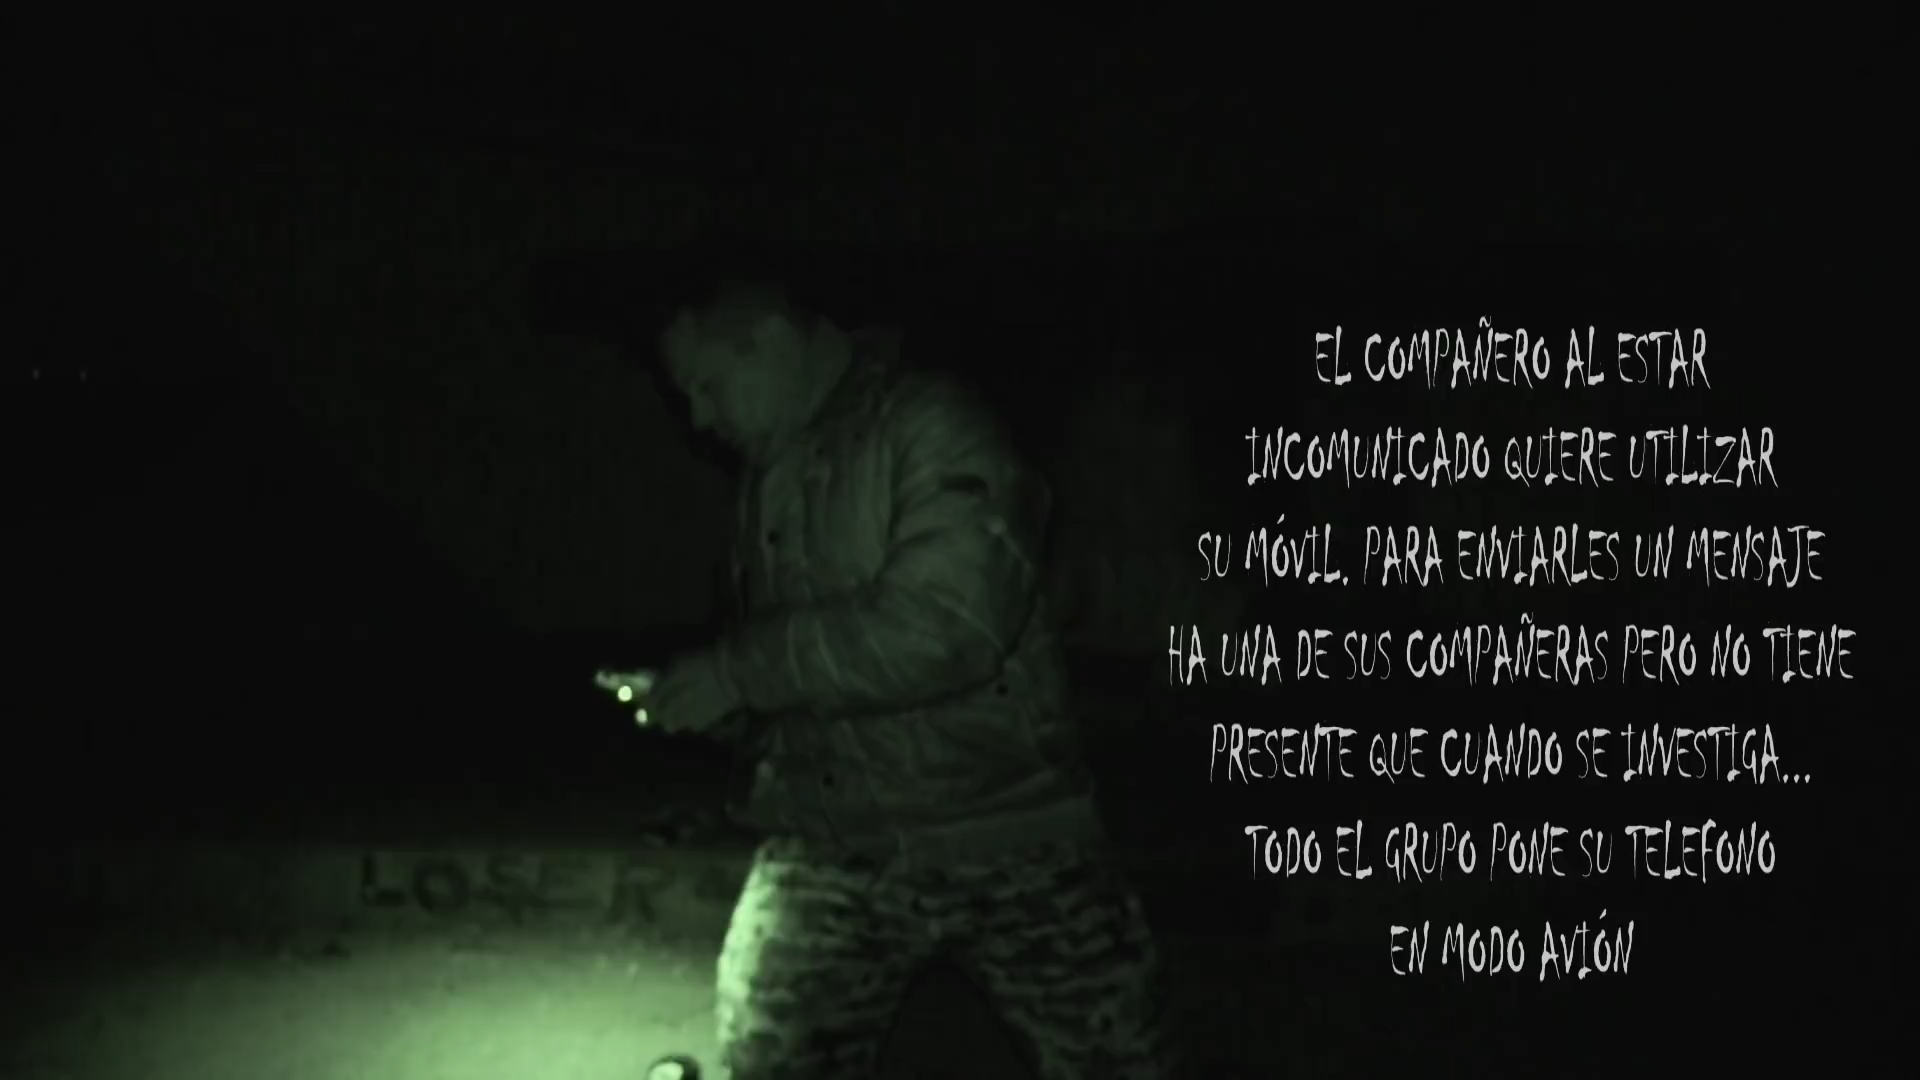 EL COMPAÑERO AL ESTAR
INCOMUNICADO QUIERE UTILIZAR
SU MÓVIL. PARA ENVIARLES UN MENSAJE
HA UNA DE SUS COMPAÑERAS PERO NO TIENE
PRESENTE QUE CUANDO SE INVESTIGA...
TODO EL GRUPO PONE SU TELEFONO
EN MODO AVIÓN
LOSER